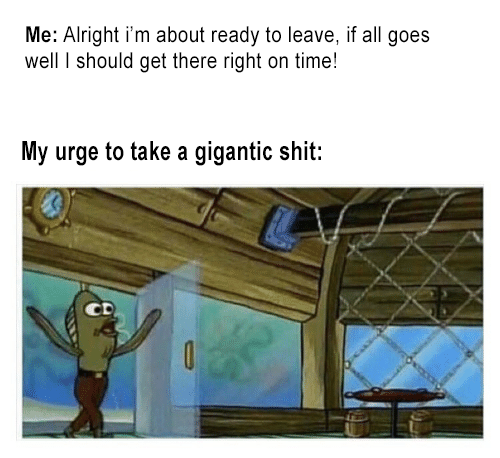 Me: Alright i'm about ready to leave, if all goes
well I should get there right on time!
My urge to take a gigantic shit: